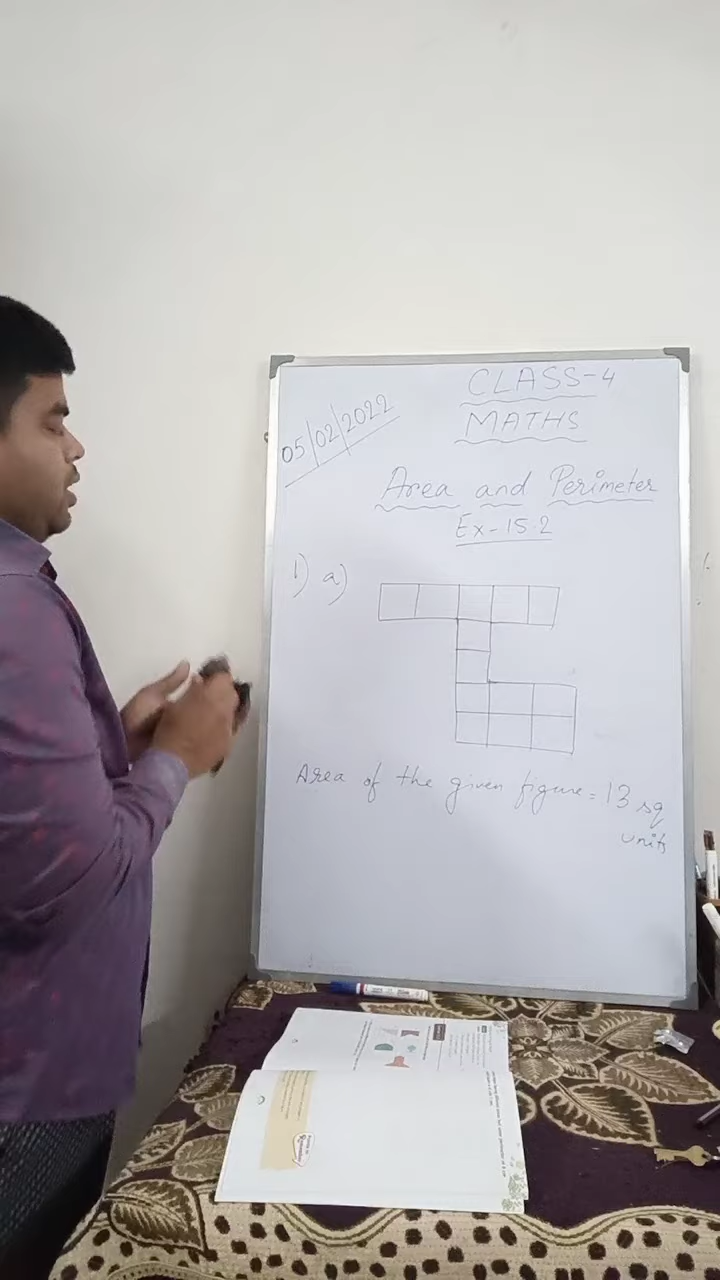 CLASS-4
05/02/2022
MATHS
Area and Perimeter
Ex-15.2
1) a)
Area of the given figure = 13 sq
units